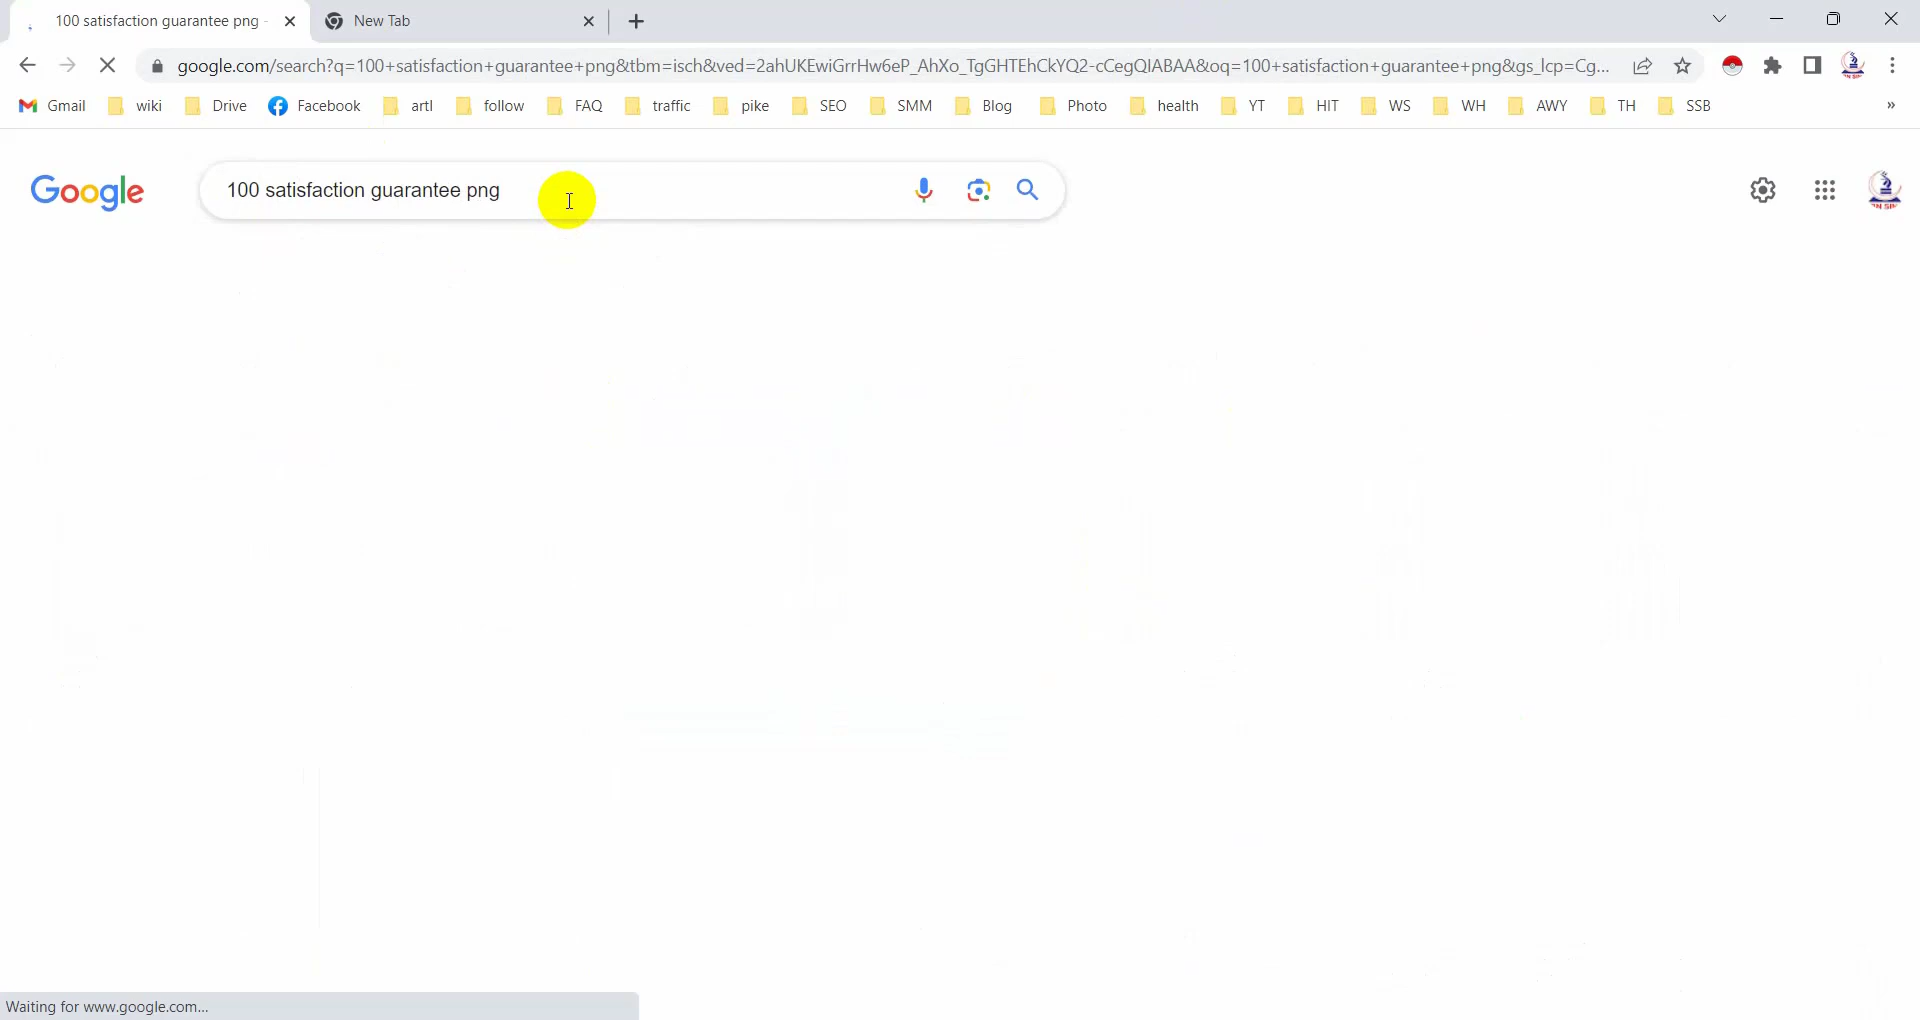 100 satisfaction guarantee png -
New Tab
google.com/search?q=100+satisfaction+guarantee+png&tbm=isch&ved=2ahUKEwiGrrHw6eP_AhXo_TgGHTEhCkYQ2-cCegQIABAA&oq=100+satisfaction+guarantee+png&gs_lcp=Cg...
Gmail wiki Drive Facebook artl follow FAQ traffic pike SEO SMM Blog Photo health YT HIT WS WH AWY TH SSB »
Google
100 satisfaction guarantee png
Waiting for www.google.com...